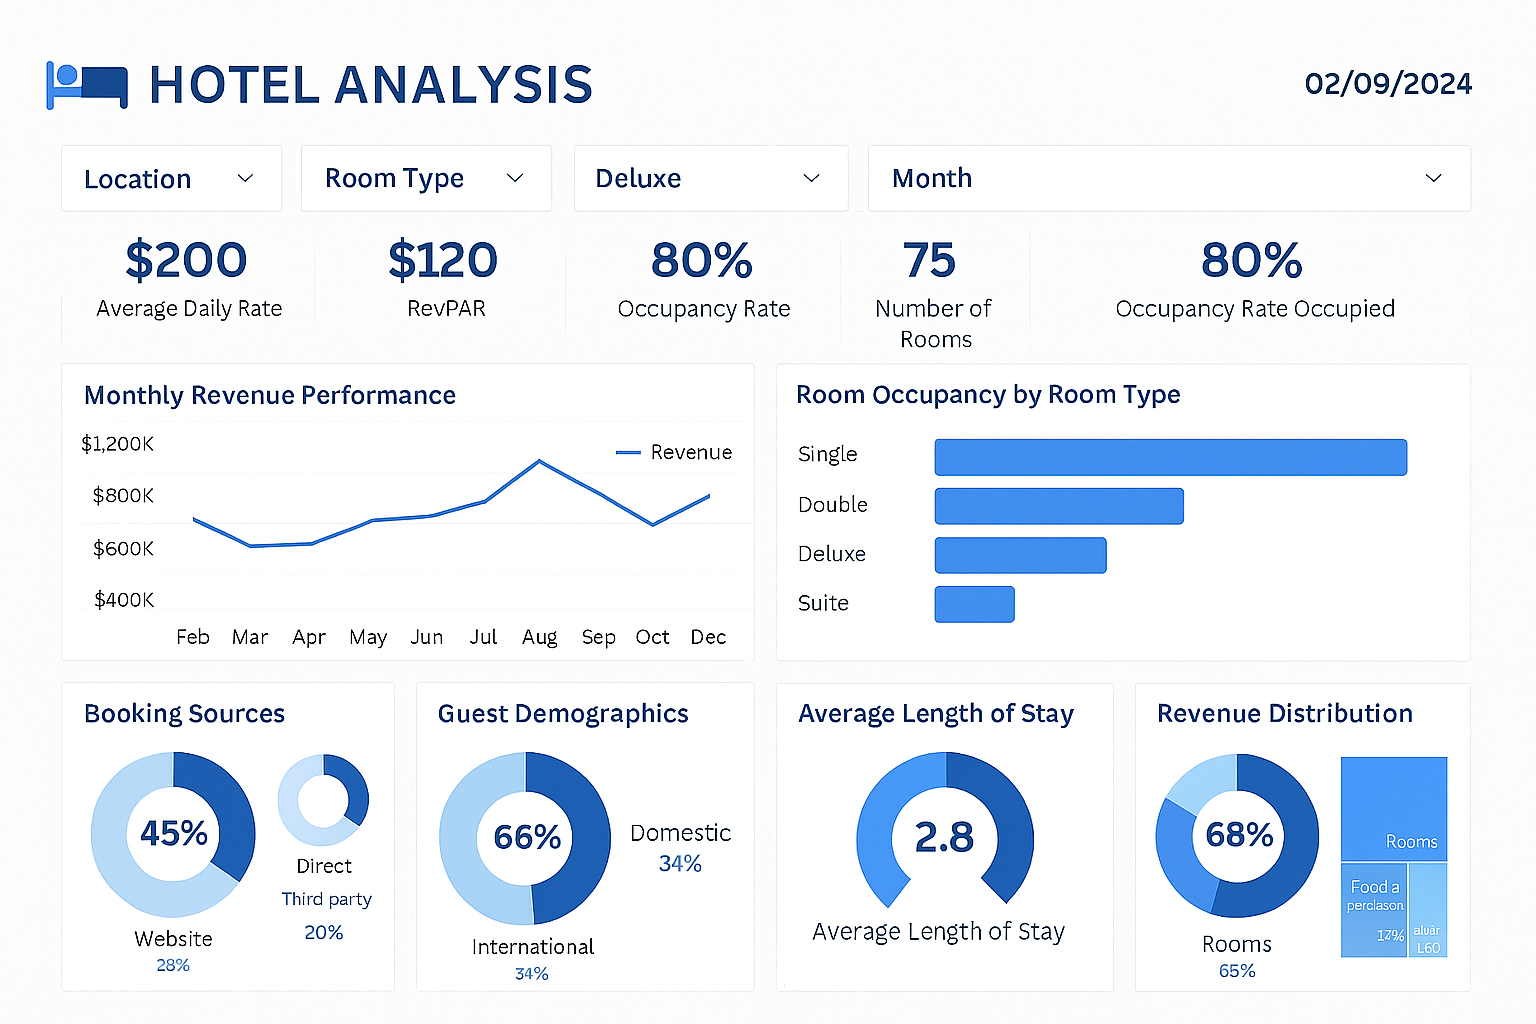 HOTEL ANALYSIS
02/09/2024
Location
Room Type
Deluxe
Month
$200
Average Daily Rate
$120
RevPAR
80%
Occupancy Rate
75
Number of
Rooms
80%
Occupancy Rate Occupied
Monthly Revenue Performance
$1,200K
Revenue
$800K
$600K
$400K
Feb Mar Apr May Jun Jul Aug Sep Oct Dec
Room Occupancy by Room Type
Single
Double
Deluxe
Suite
Booking Sources
45%
Website
28%
Direct
Third party
20%
Guest Demographics
66%
Domestic
34%
International
34%
Average Length of Stay
2.8
Average Length of Stay
Revenue Distribution
68%
Rooms
65%
Rooms
Food a
perclason
17%
L60